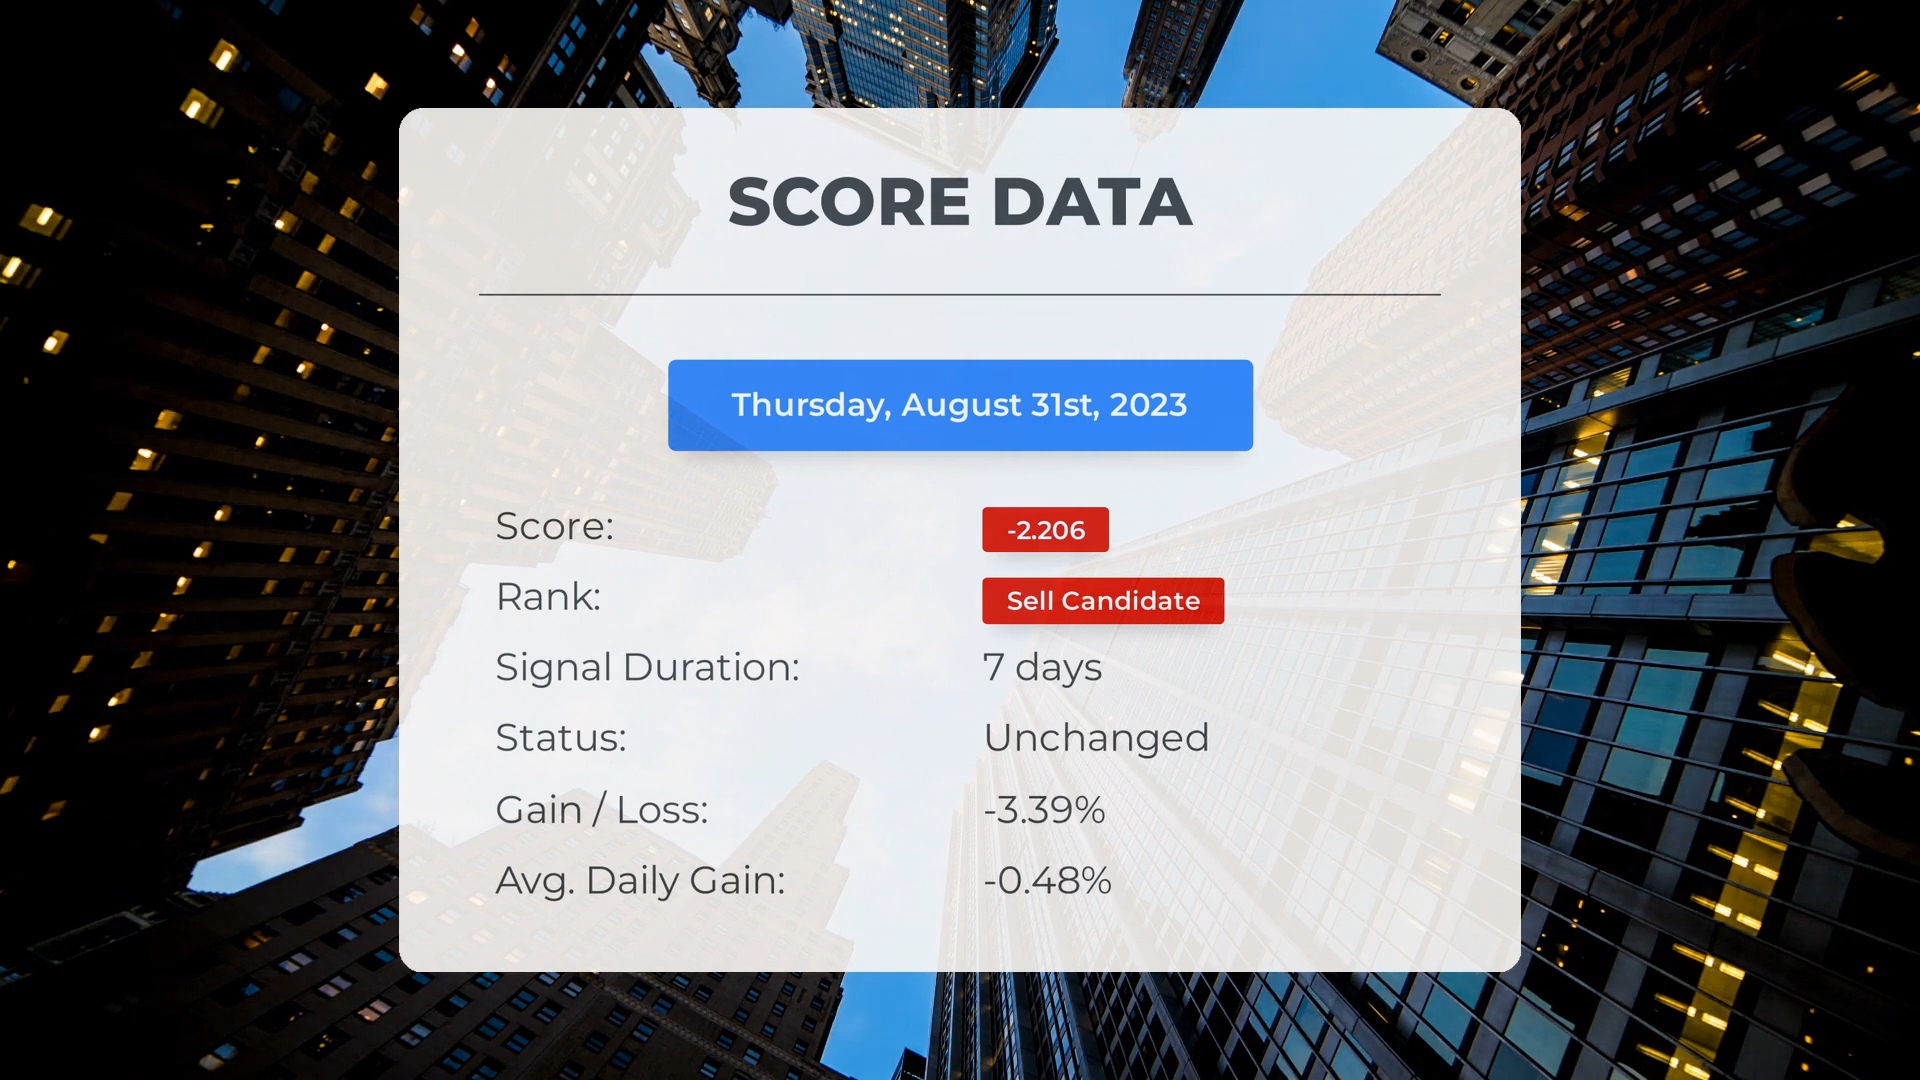 SCORE DATA
Thursday, August 31st, 2023
Score: -2.206
Rank: Sell Candidate
Signal Duration: 7 days
Status: Unchanged
Gain / Loss: -3.39%
Avg. Daily Gain: -0.48%